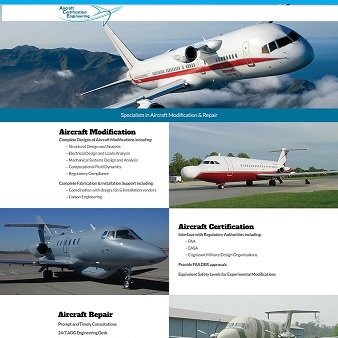 Aircraft
Certification
Engineering
Specialists in Aircraft Modification & Repair
Aircraft Modification
Complete Designs of Aircraft Modifications including:
– Structural Design and Analysis
– Electrical Design and Loads Analysis
– Mechanical Systems Design and Analysis
– Computational Fluid Dynamics
– Regulatory Compliance
Complete Fabrication & Installation Support including:
– Coordination with design, fab & installation vendors
– Liaison Engineering
Aircraft Certification
Interface with Regulatory Authorities including:
– FAA
– EASA
– Cognizant Military Design Organizations
Provide FAA DER approvals
Equivalent Safety Levels for Experimental Modifications
Aircraft Repair
Prompt and Timely Consultations
24/7 AOG Engineering Desk